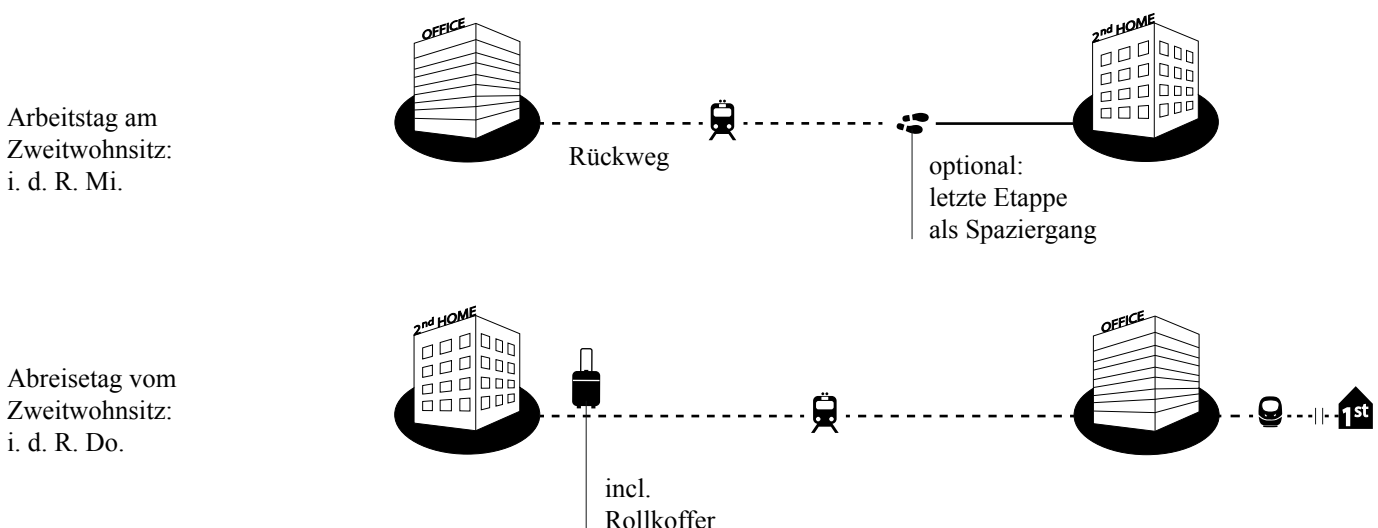 OFFICE
2nd HOME
Arbeitstag am
Zweitwohnsitz:
i. d. R. Mi.
Rückweg
optional:
letzte Etappe
als Spaziergang
2nd HOME
OFFICE
Abreisetag vom
Zweitwohnsitz:
i. d. R. Do.
1st
incl.
Rollkoffer